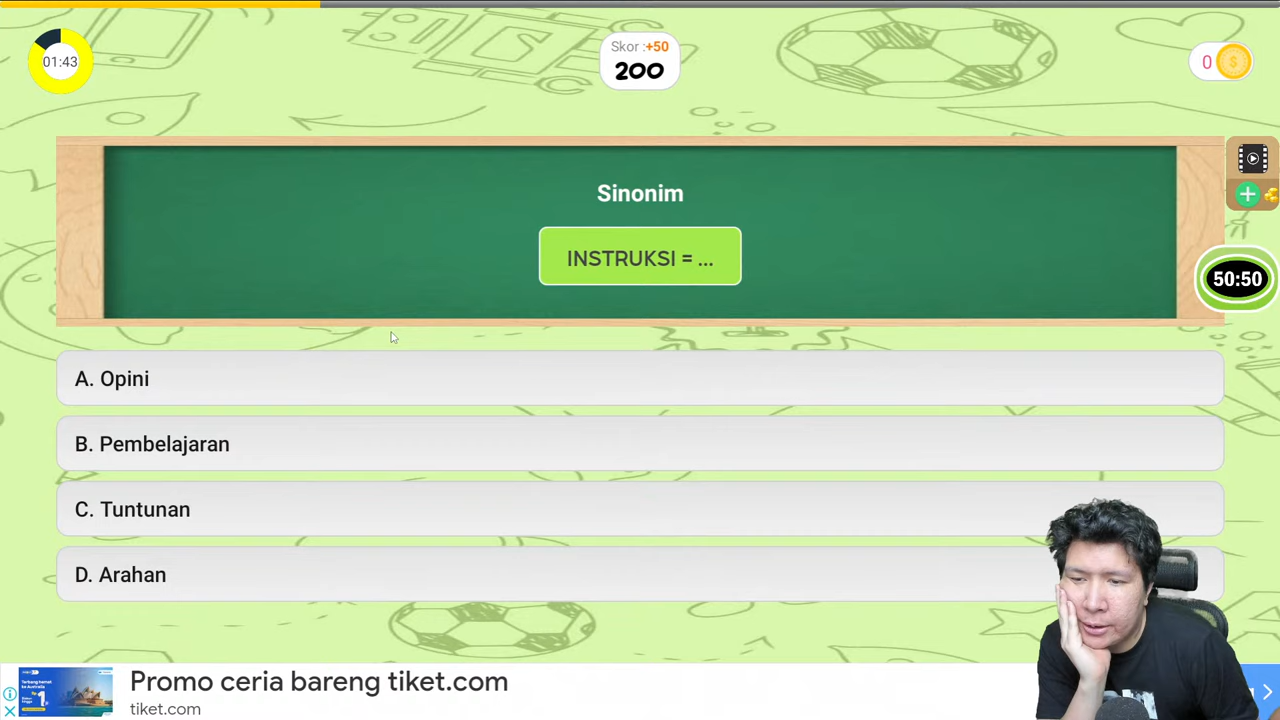 01:43
Skor :+50
200
0
Sinonim
INSTRUKSI = ...
50:50
A. Opini
B. Pembelajaran
C. Tuntunan
D. Arahan
Promo ceria bareng tiket.com
tiket.com